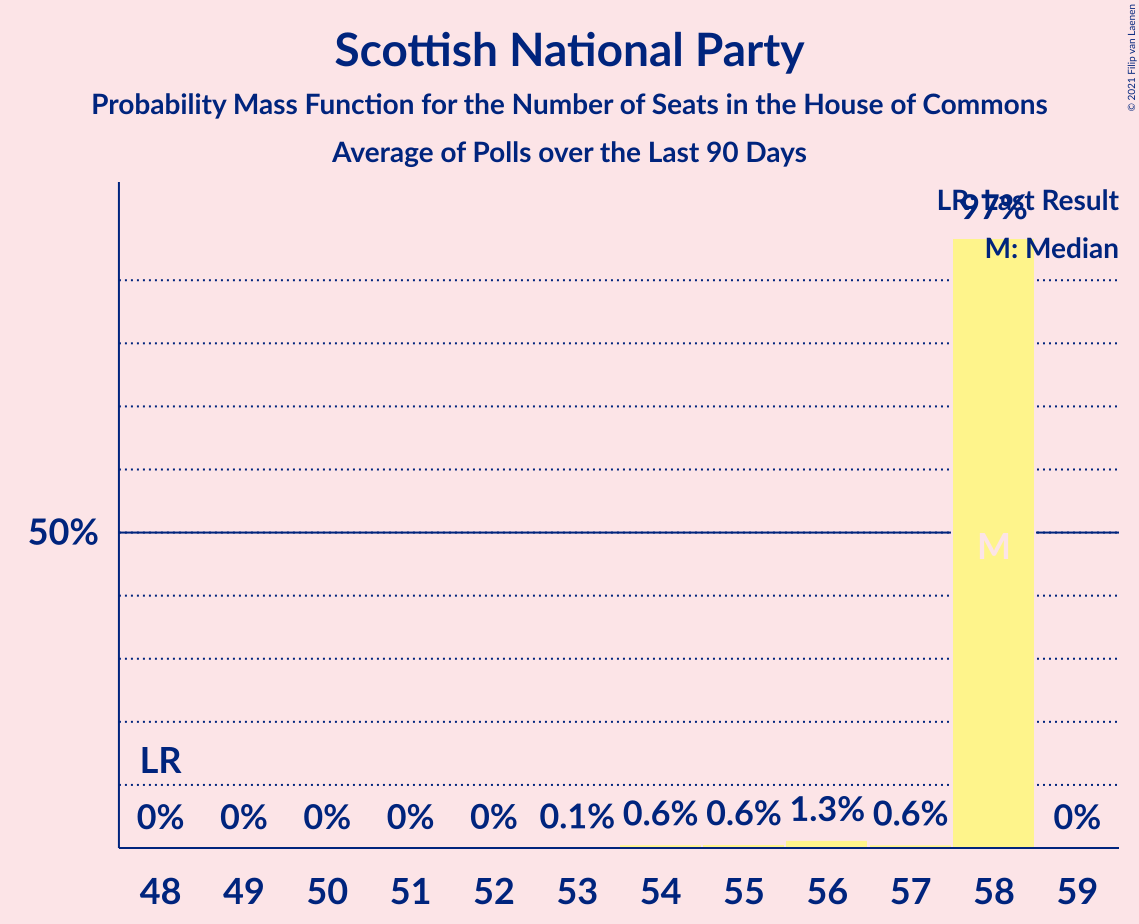 Scottish National Party
Probability Mass Function for the Number of Seats in the House of Commons
Average of Polls over the Last 90 Days
© 2021 Filip van Laenen
LR: Last Result
97%
M: Median
50%
M
LR
0% 0% 0% 0% 0% 0.1% 0.6% 0.6% 1.3% 0.6% 0%
48 49 50 51 52 53 54 55 56 57 58 59